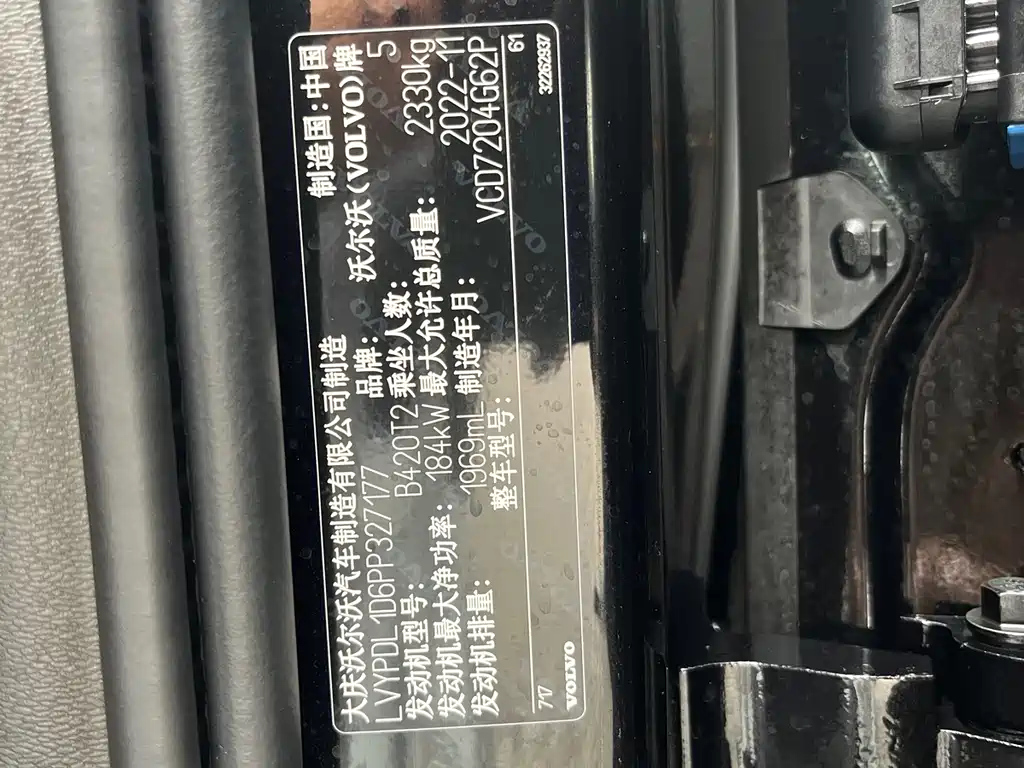 大庆沃尔沃汽车制造有限公司制造 制造国:中国
LVYPDL1D6PP327177 品牌: 沃尔沃(VOLVO)牌
发动机型号: B420T2 乘坐人数: 5
发动机最大净功率: 184kW 最大允许总质量: 2330kg
发动机排量: 1969mL 制造年月: 2022-11
整车型号: VCD7204G62P
717 61
VOLVO 32262937